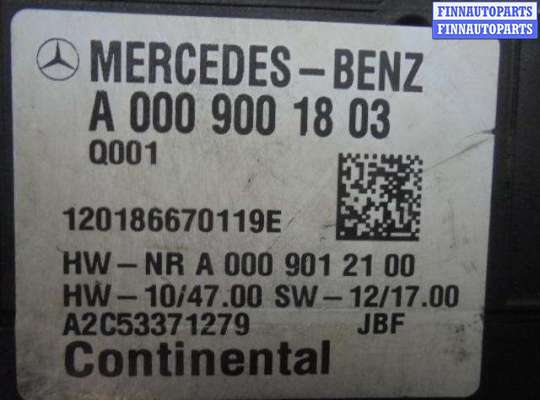 FINNAUTOPARTS
FINNAUTOPARTS
MERCEDES-BENZ
A 000 900 18 03
Q001
120186670119E
HW-NR A 000 901 21 00
HW-10/47.00 SW-12/17.00
A2C53371279 JBF
Continental